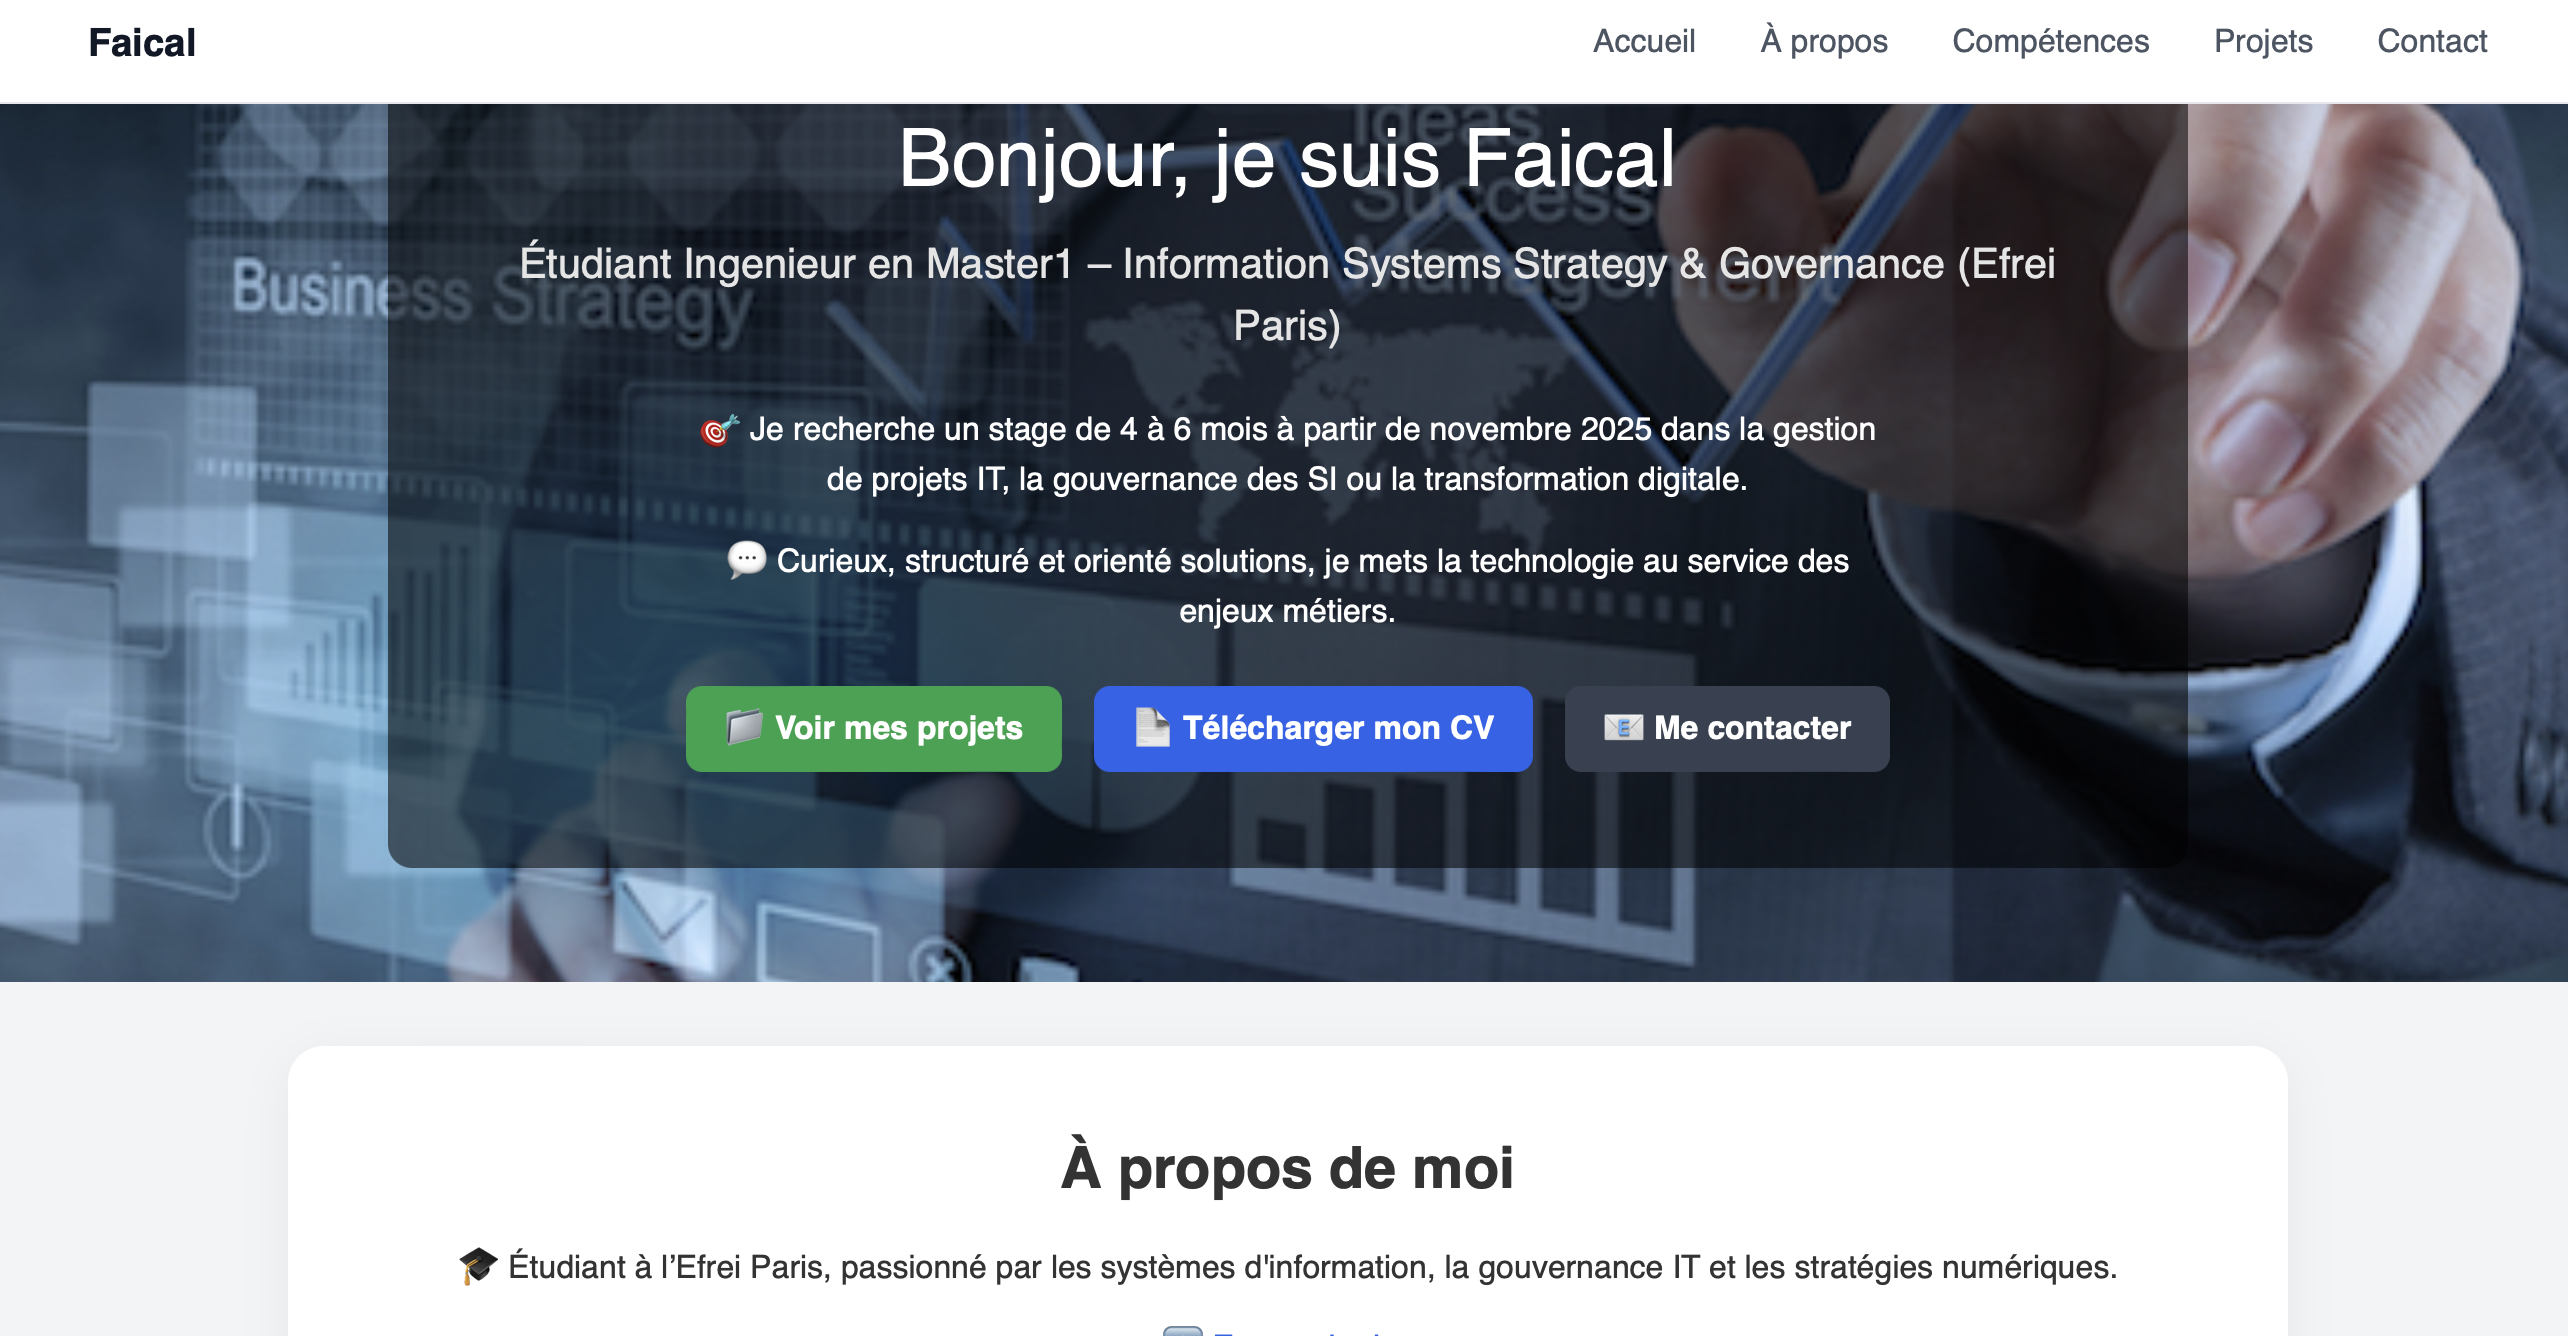 Faical
Accueil
À propos
Compétences
Projets
Contact
Ideas
Success
Management
Bonjour, je suis Faical
Étudiant Ingenieur en Master1 – Information Systems Strategy & Governance (Efrei
Paris)
Business Strategy
🎯 Je recherche un stage de 4 à 6 mois à partir de novembre 2025 dans la gestion
de projets IT, la gouvernance des SI ou la transformation digitale.
💬 Curieux, structuré et orienté solutions, je mets la technologie au service des
enjeux métiers.
📁 Voir mes projets
📄 Télécharger mon CV
📧 Me contacter
À propos de moi
🎓 Étudiant à l’Efrei Paris, passionné par les systèmes d'information, la gouvernance IT et les stratégies numériques.